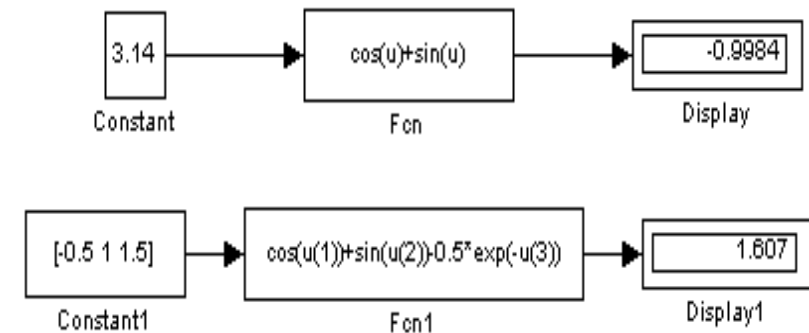 3.14
cos(u)+sin(u)
-0.9984
Constant
Fcn
Display
[-0.5 1 1.5]
cos(u(1))+sin(u(2))-0.5*exp(-u(3))
1.607
Constant1
Fcn1
Display1